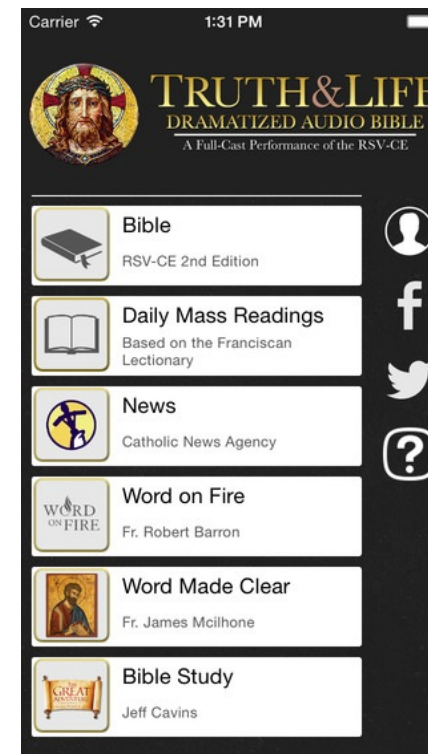 Carrier 1:31 PM
TRUTH&LIFE
DRAMATIZED AUDIO BIBLE
A Full-Cast Performance of the RSV-CE
Bible
RSV-CE 2nd Edition
Daily Mass Readings
Based on the Franciscan
Lectionary
News
Catholic News Agency
WORD
ON FIRE
Word on Fire
Fr. Robert Barron
Word Made Clear
Fr. James Mcilhone
THE
GREAT
ADVENTURE
Bible Study
Jeff Cavins